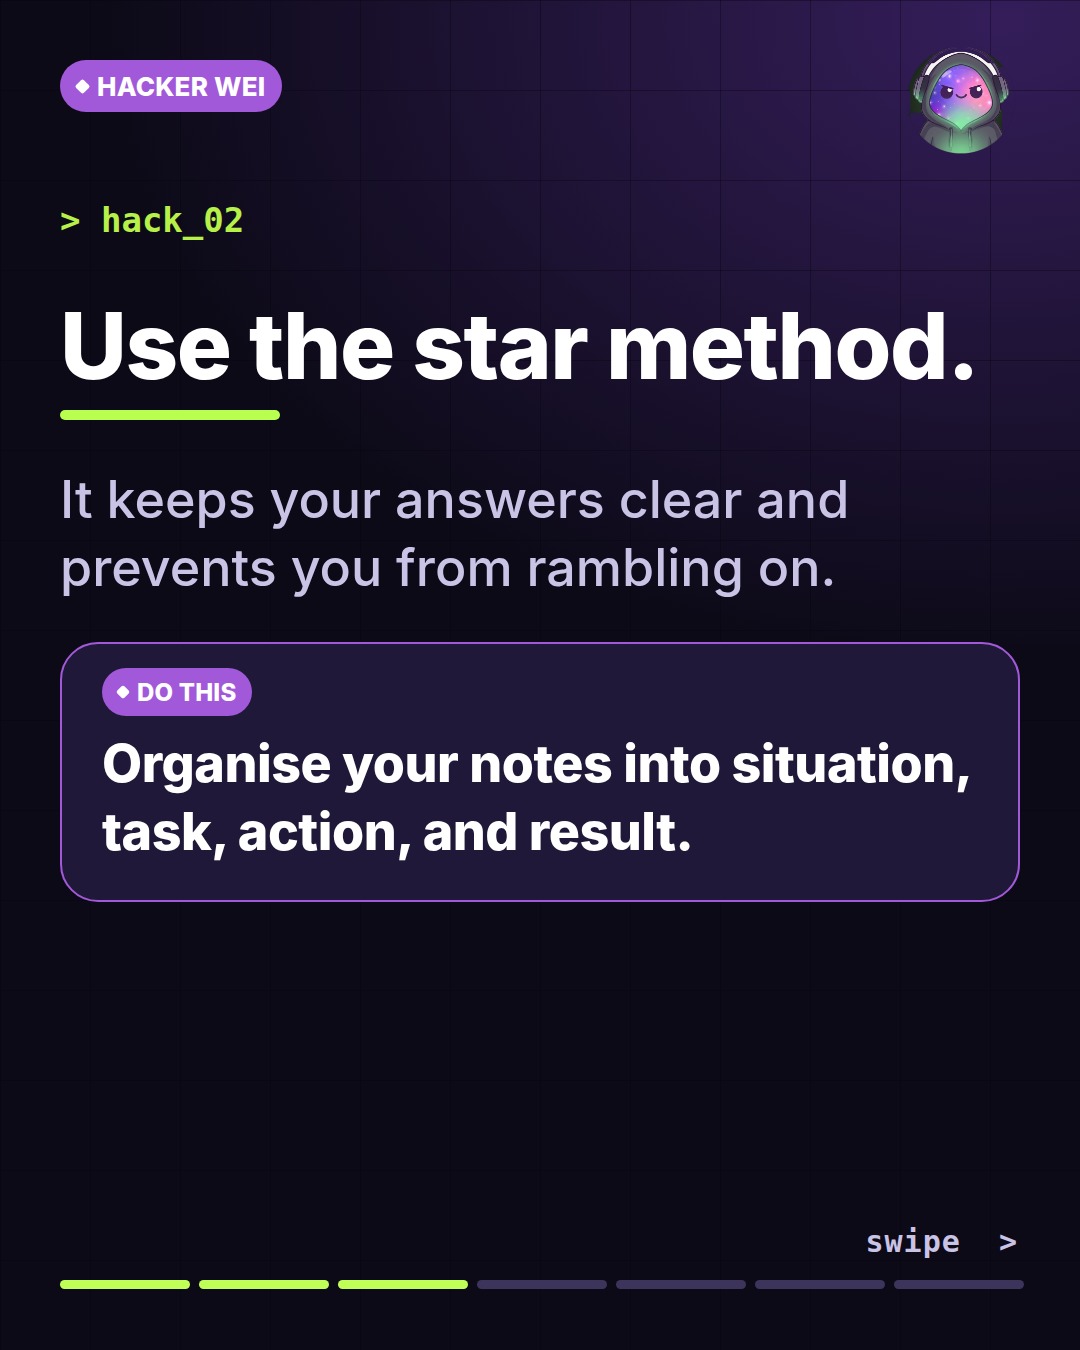 HACKER WEI
> hack_02
Use the star method.
It keeps your answers clear and
prevents you from rambling on.
DO THIS
Organise your notes into situation,
task, action, and result.
swipe >